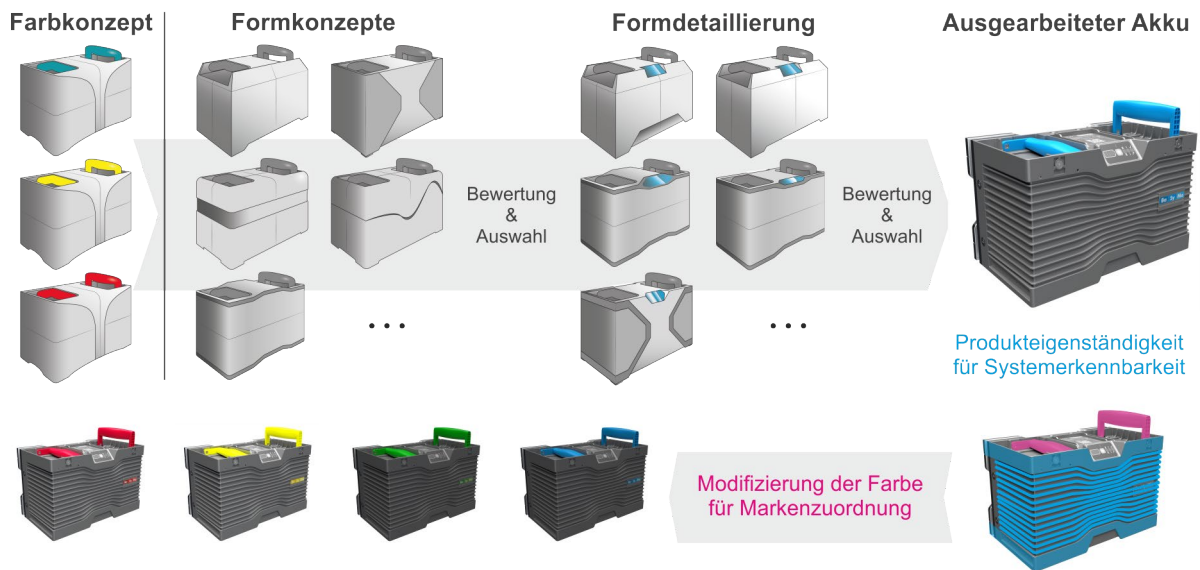 Farbkonzept
Formkonzepte
Formdetaillierung
Ausgearbeiteter Akku
Bewertung
&
Auswahl
Bewertung
&
Auswahl
...
...
Produkteigenständigkeit
für Systemerkennbarkeit
Modifizierung der Farbe
für Markenzuordnung